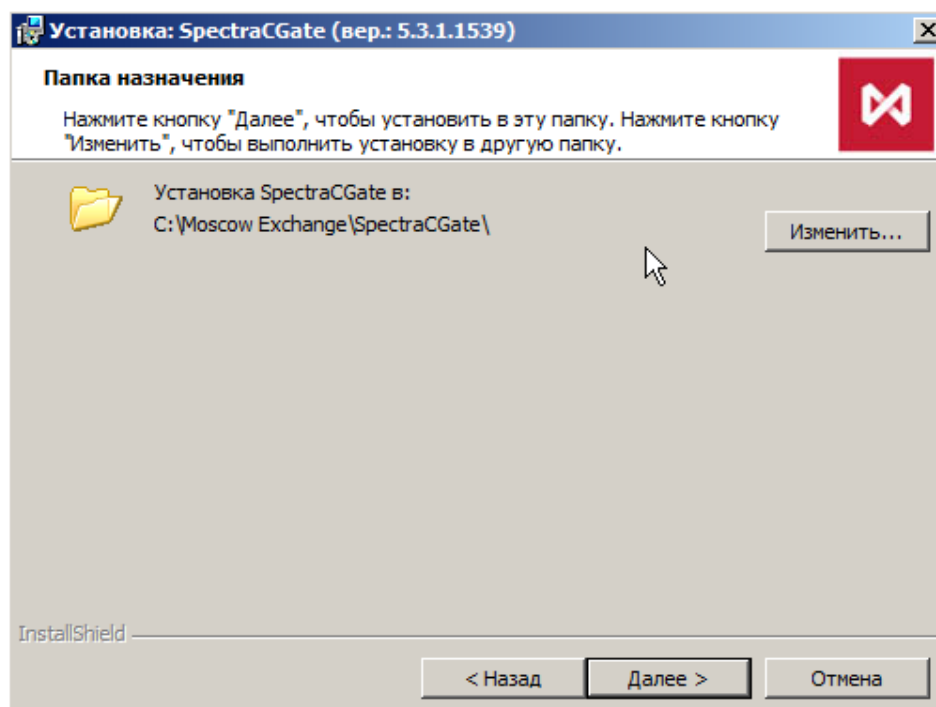 Установка: SpectraCGate (вер.: 5.3.1.1539)
Папка назначения
Нажмите кнопку "Далее", чтобы установить в эту папку. Нажмите кнопку
"Изменить", чтобы выполнить установку в другую папку.
Установка SpectraCGate в:
C:\Moscow Exchange\SpectraCGate\
Изменить...
InstallShield
< Назад
Далее >
Отмена